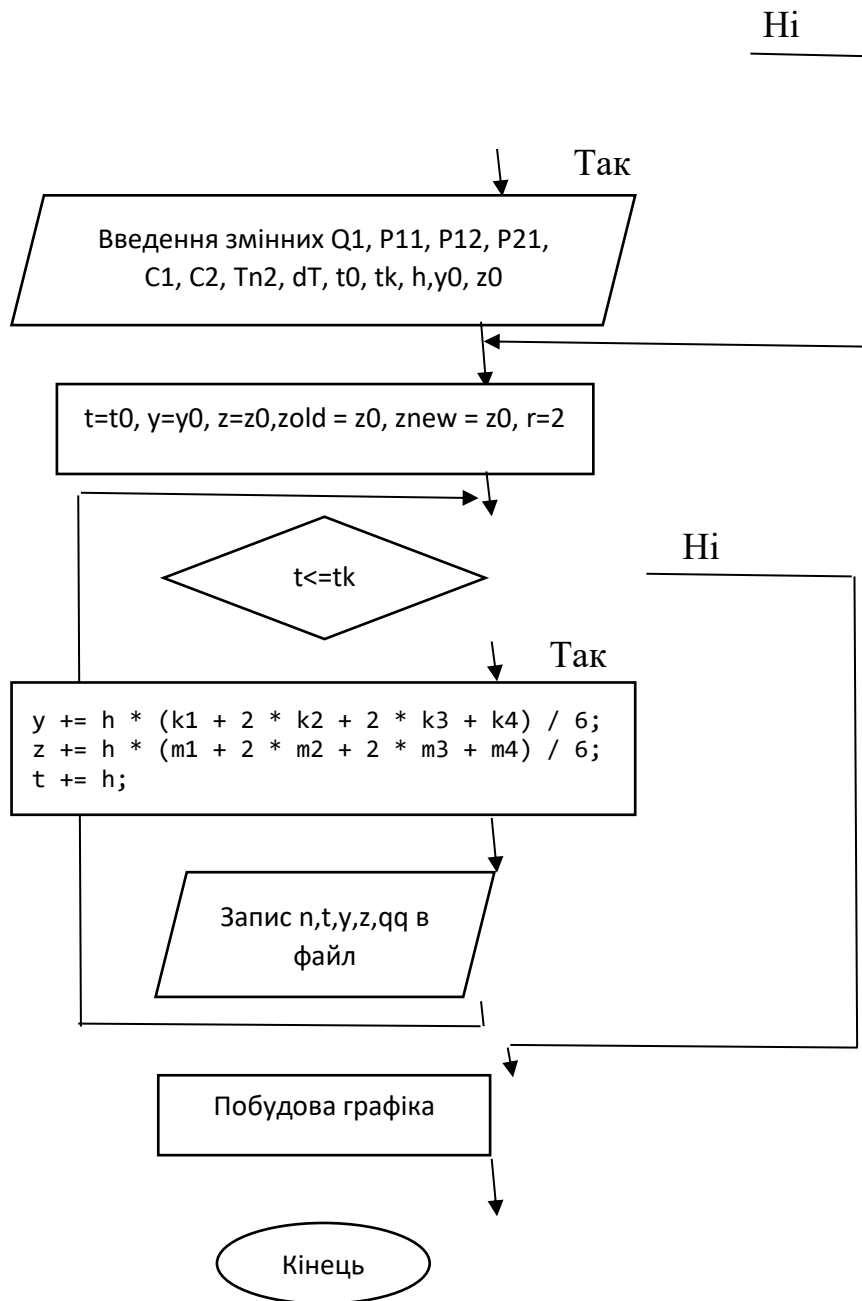 Ні
Так
Введення змінних Q1, P11, P12, P21,
C1, C2, Tn2, dT, t0, tk, h,y0, z0
t=t0, y=y0, z=z0,zold = z0, znew = z0, r=2
t<=tk
Ні
Так
y += h * (k1 + 2 * k2 + 2 * k3 + k4) / 6;
z += h * (m1 + 2 * m2 + 2 * m3 + m4) / 6;
t += h;
Запис n,t,y,z,qq в
файл
Побудова графіка
Кінець